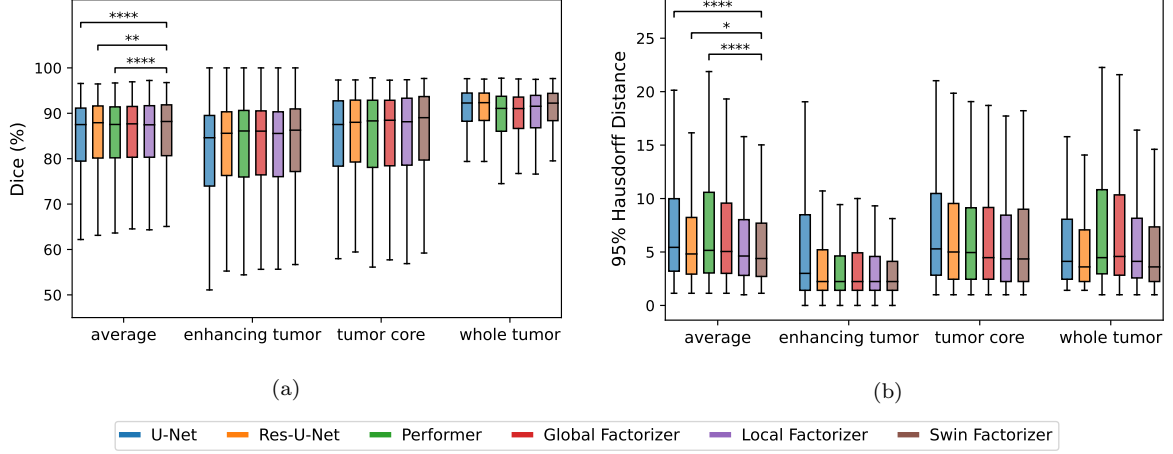 ****
**
****
100
90
80
70
60
50
Dice (%)
average
enhancing tumor
tumor core
whole tumor
(a)
****
*
****
25
20
15
10
5
0
95% Hausdorff Distance
average
enhancing tumor
tumor core
whole tumor
(b)
U-Net Res-U-Net Performer Global Factorizer Local Factorizer Swin Factorizer